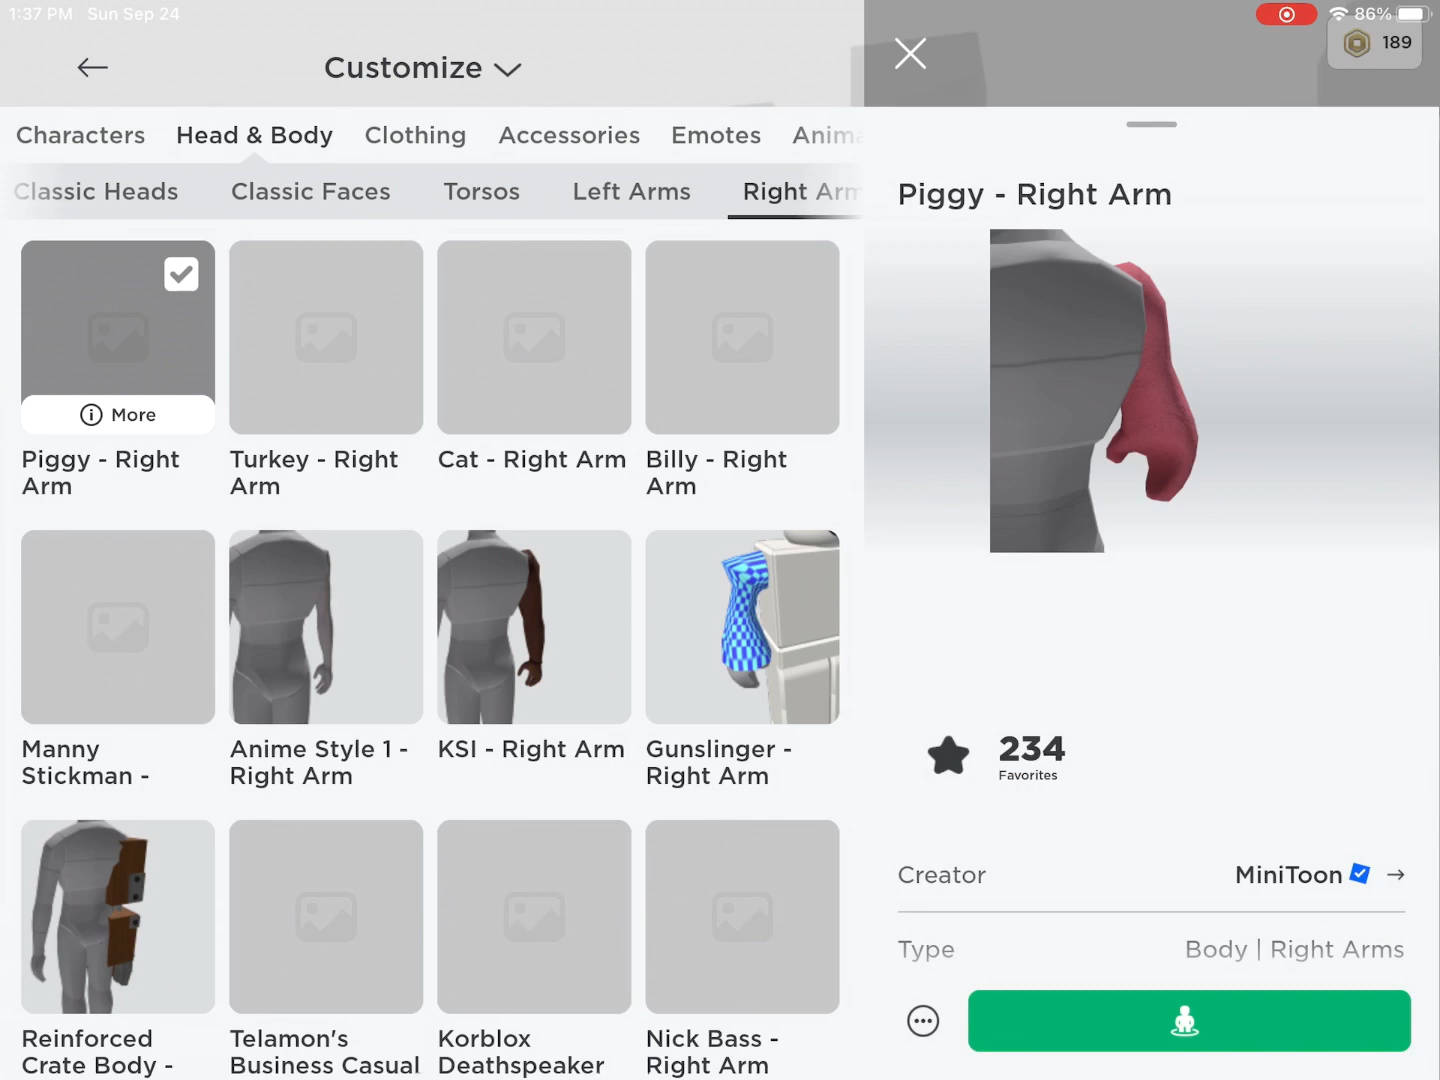 1:37 PM Sun Sep 24
86%
Customize
189
Characters Head & Body Clothing Accessories Emotes Anima
Classic Heads Classic Faces Torsos Left Arms Right Arm
Piggy - Right Arm
More
Piggy - Right
Arm
Turkey - Right
Arm
Cat - Right Arm
Billy - Right
Arm
Manny
Stickman -
Anime Style 1 -
Right Arm
KSI - Right Arm
Gunslinger -
Right Arm
234
Favorites
Creator MiniToon
Type Body | Right Arms
Reinforced
Crate Body -
Telamon's
Business Casual
Korblox
Deathspeaker
Nick Bass -
Right Arm